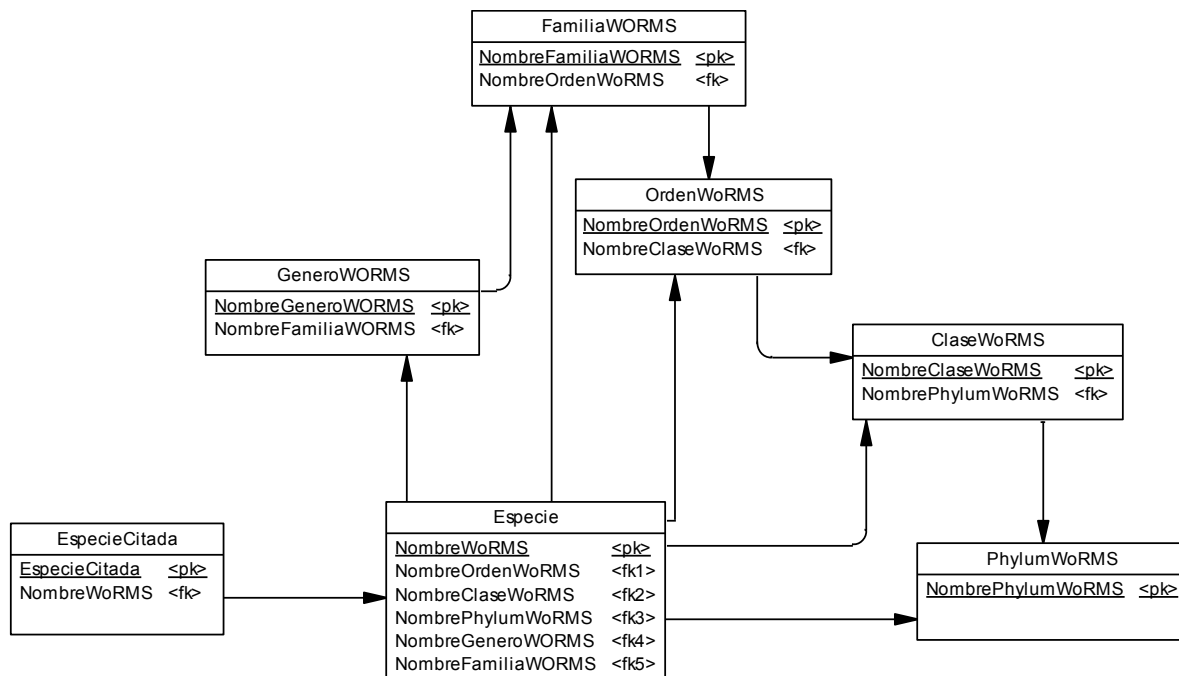 FamiliaWORMS
NombreFamiliaWORMS <pk>
NombreOrdenWoRMS <fk>
OrdenWoRMS
NombreOrdenWoRMS <pk>
NombreClaseWoRMS <fk>
GeneroWORMS
NombreGeneroWORMS <pk>
NombreFamiliaWORMS <fk>
ClaseWoRMS
NombreClaseWoRMS <pk>
NombrePhylumWoRMS <fk>
Especie
NombreWoRMS <pk>
NombreOrdenWoRMS <fk1>
NombreClaseWoRMS <fk2>
NombrePhylumWoRMS <fk3>
NombreGeneroWORMS <fk4>
NombreFamiliaWORMS <fk5>
EspecieCitada
EspecieCitada <pk>
NombreWoRMS <fk>
PhylumWoRMS
NombrePhylumWoRMS <pk>